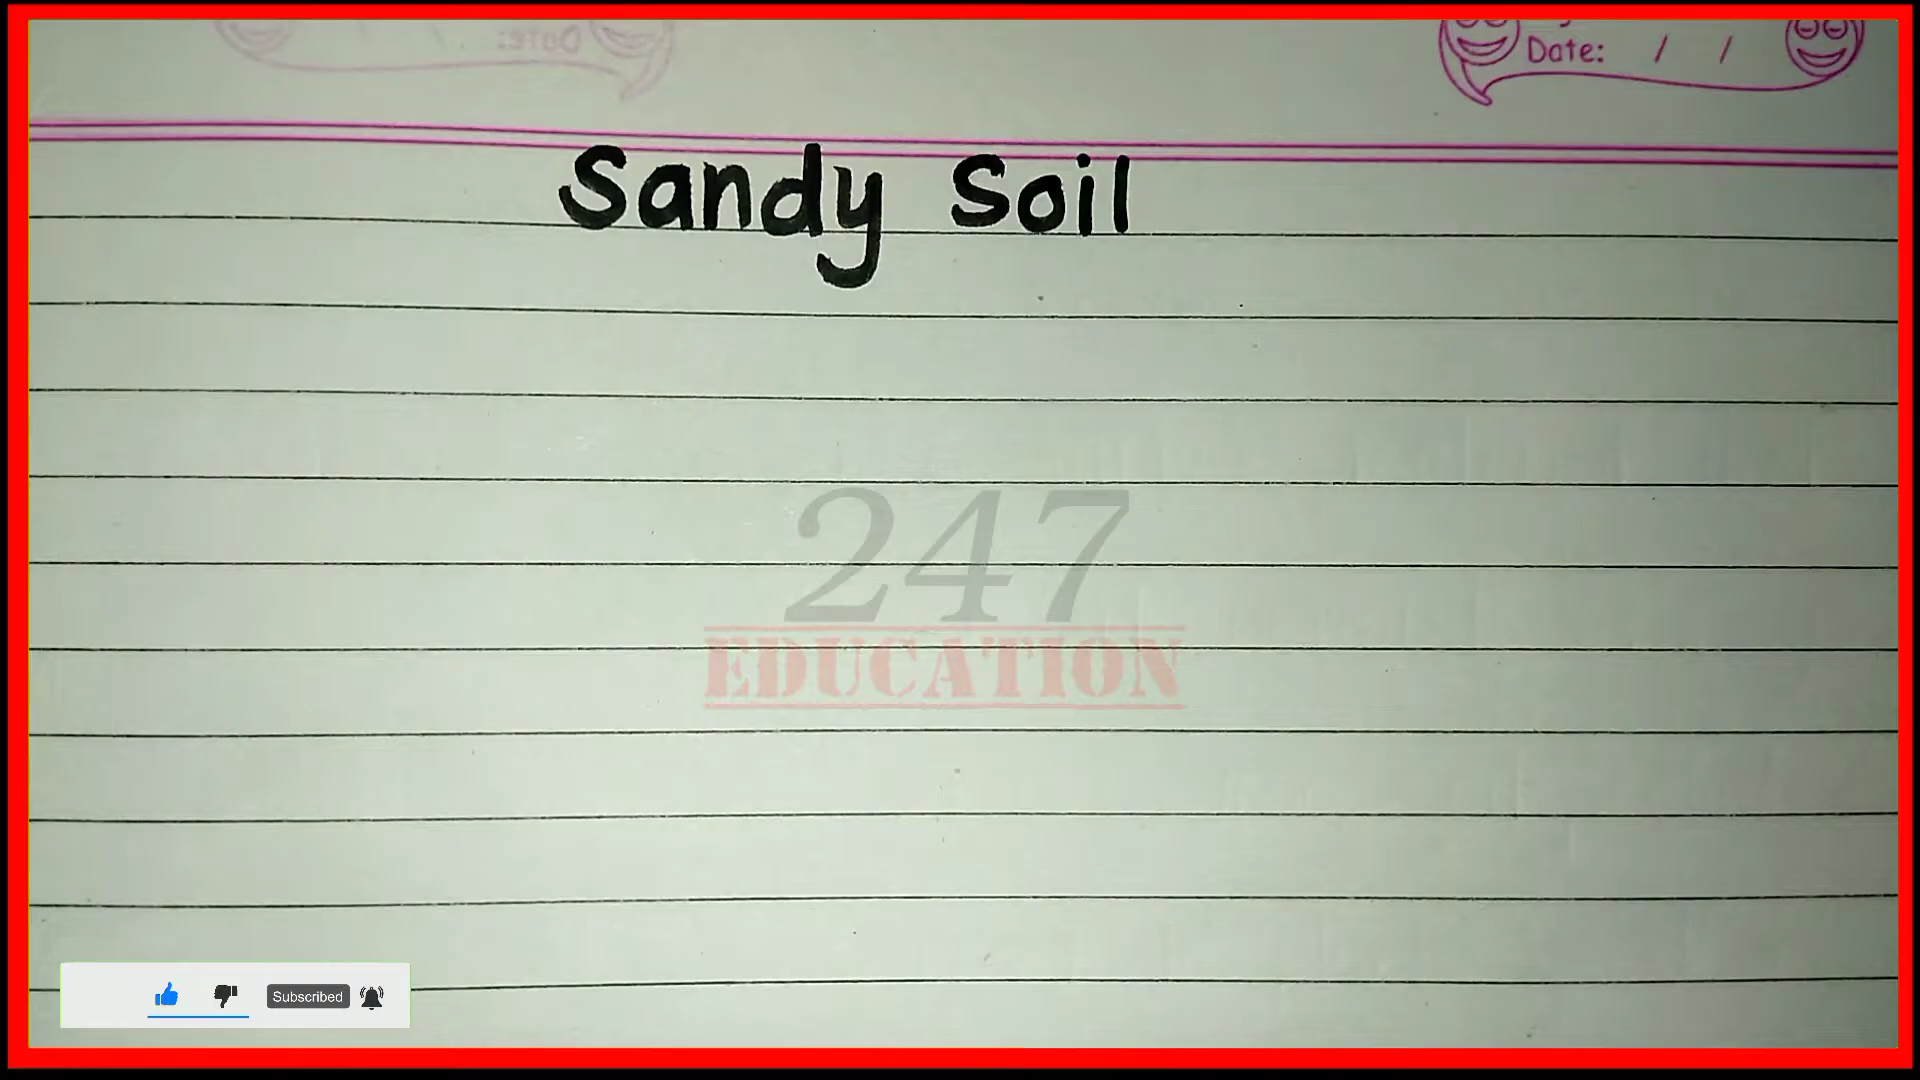 Date: / /
Sandy Soil
247
EDUCATION
Subscribed